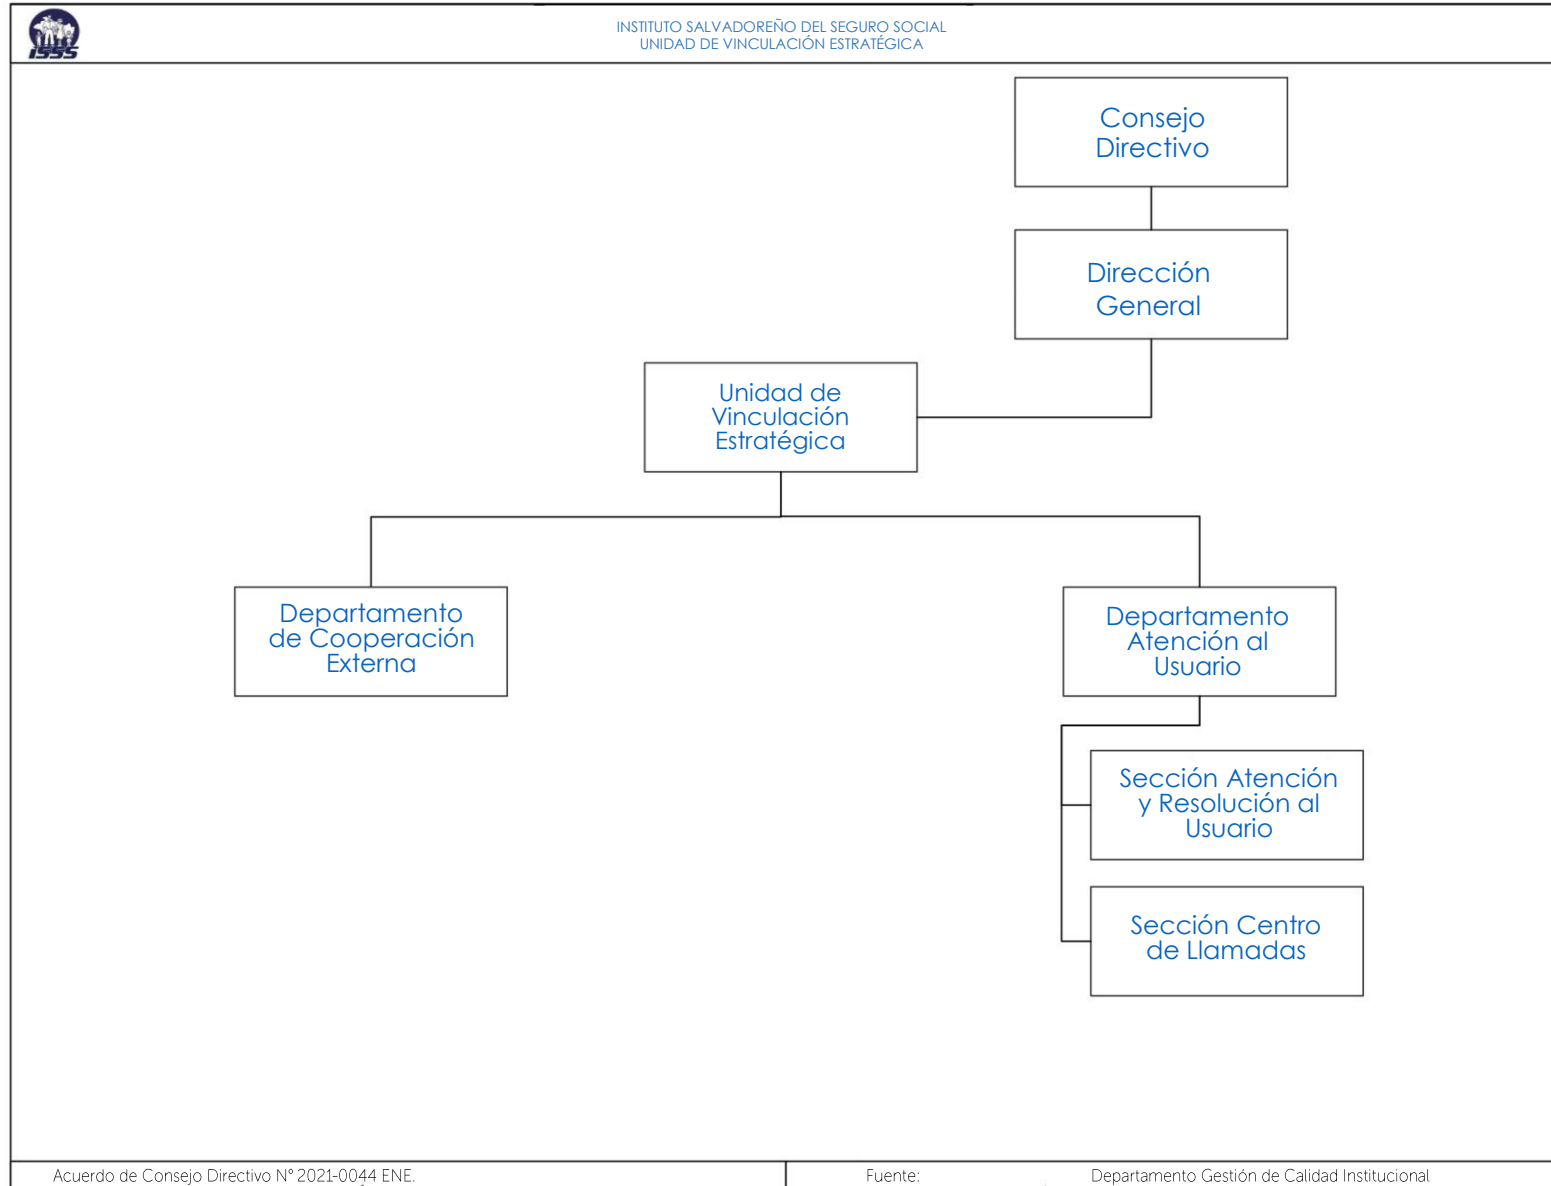 ISSS
INSTITUTO SALVADOREÑO DEL SEGURO SOCIAL
UNIDAD DE VINCULACIÓN ESTRATÉGICA
Consejo
Directivo
Dirección
General
Unidad de
Vinculación
Estratégica
Departamento
de Cooperación
Externa
Departamento
Atención al
Usuario
Sección Atención
y Resolución al
Usuario
Sección Centro
de Llamadas
Acuerdo de Consejo Directivo N° 2021-0044 ENE.
Fuente:
Departamento Gestión de Calidad Institucional